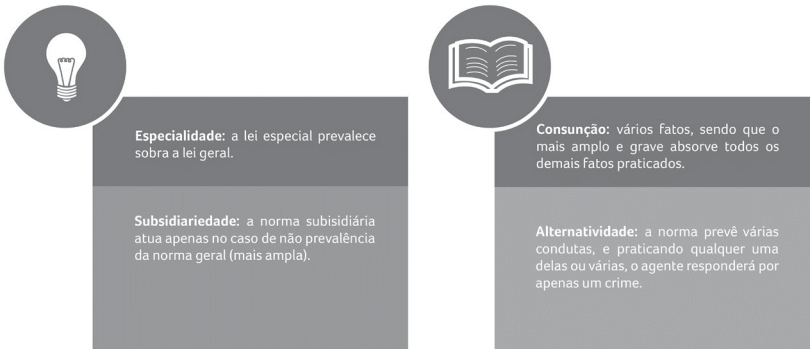 Especialidade: a lei especial prevalece
sobra a lei geral.
Subsidiariedade: a norma subisidiária
atua apenas no caso de não prevalência
da norma geral (mais ampla).
Consunção: vários fatos, sendo que o
mais amplo e grave absorve todos os
demais fatos praticados.
Alternatividade: a norma prevê várias
condutas, e praticando qualquer uma
delas ou várias, o agente responderá por
apenas um crime.